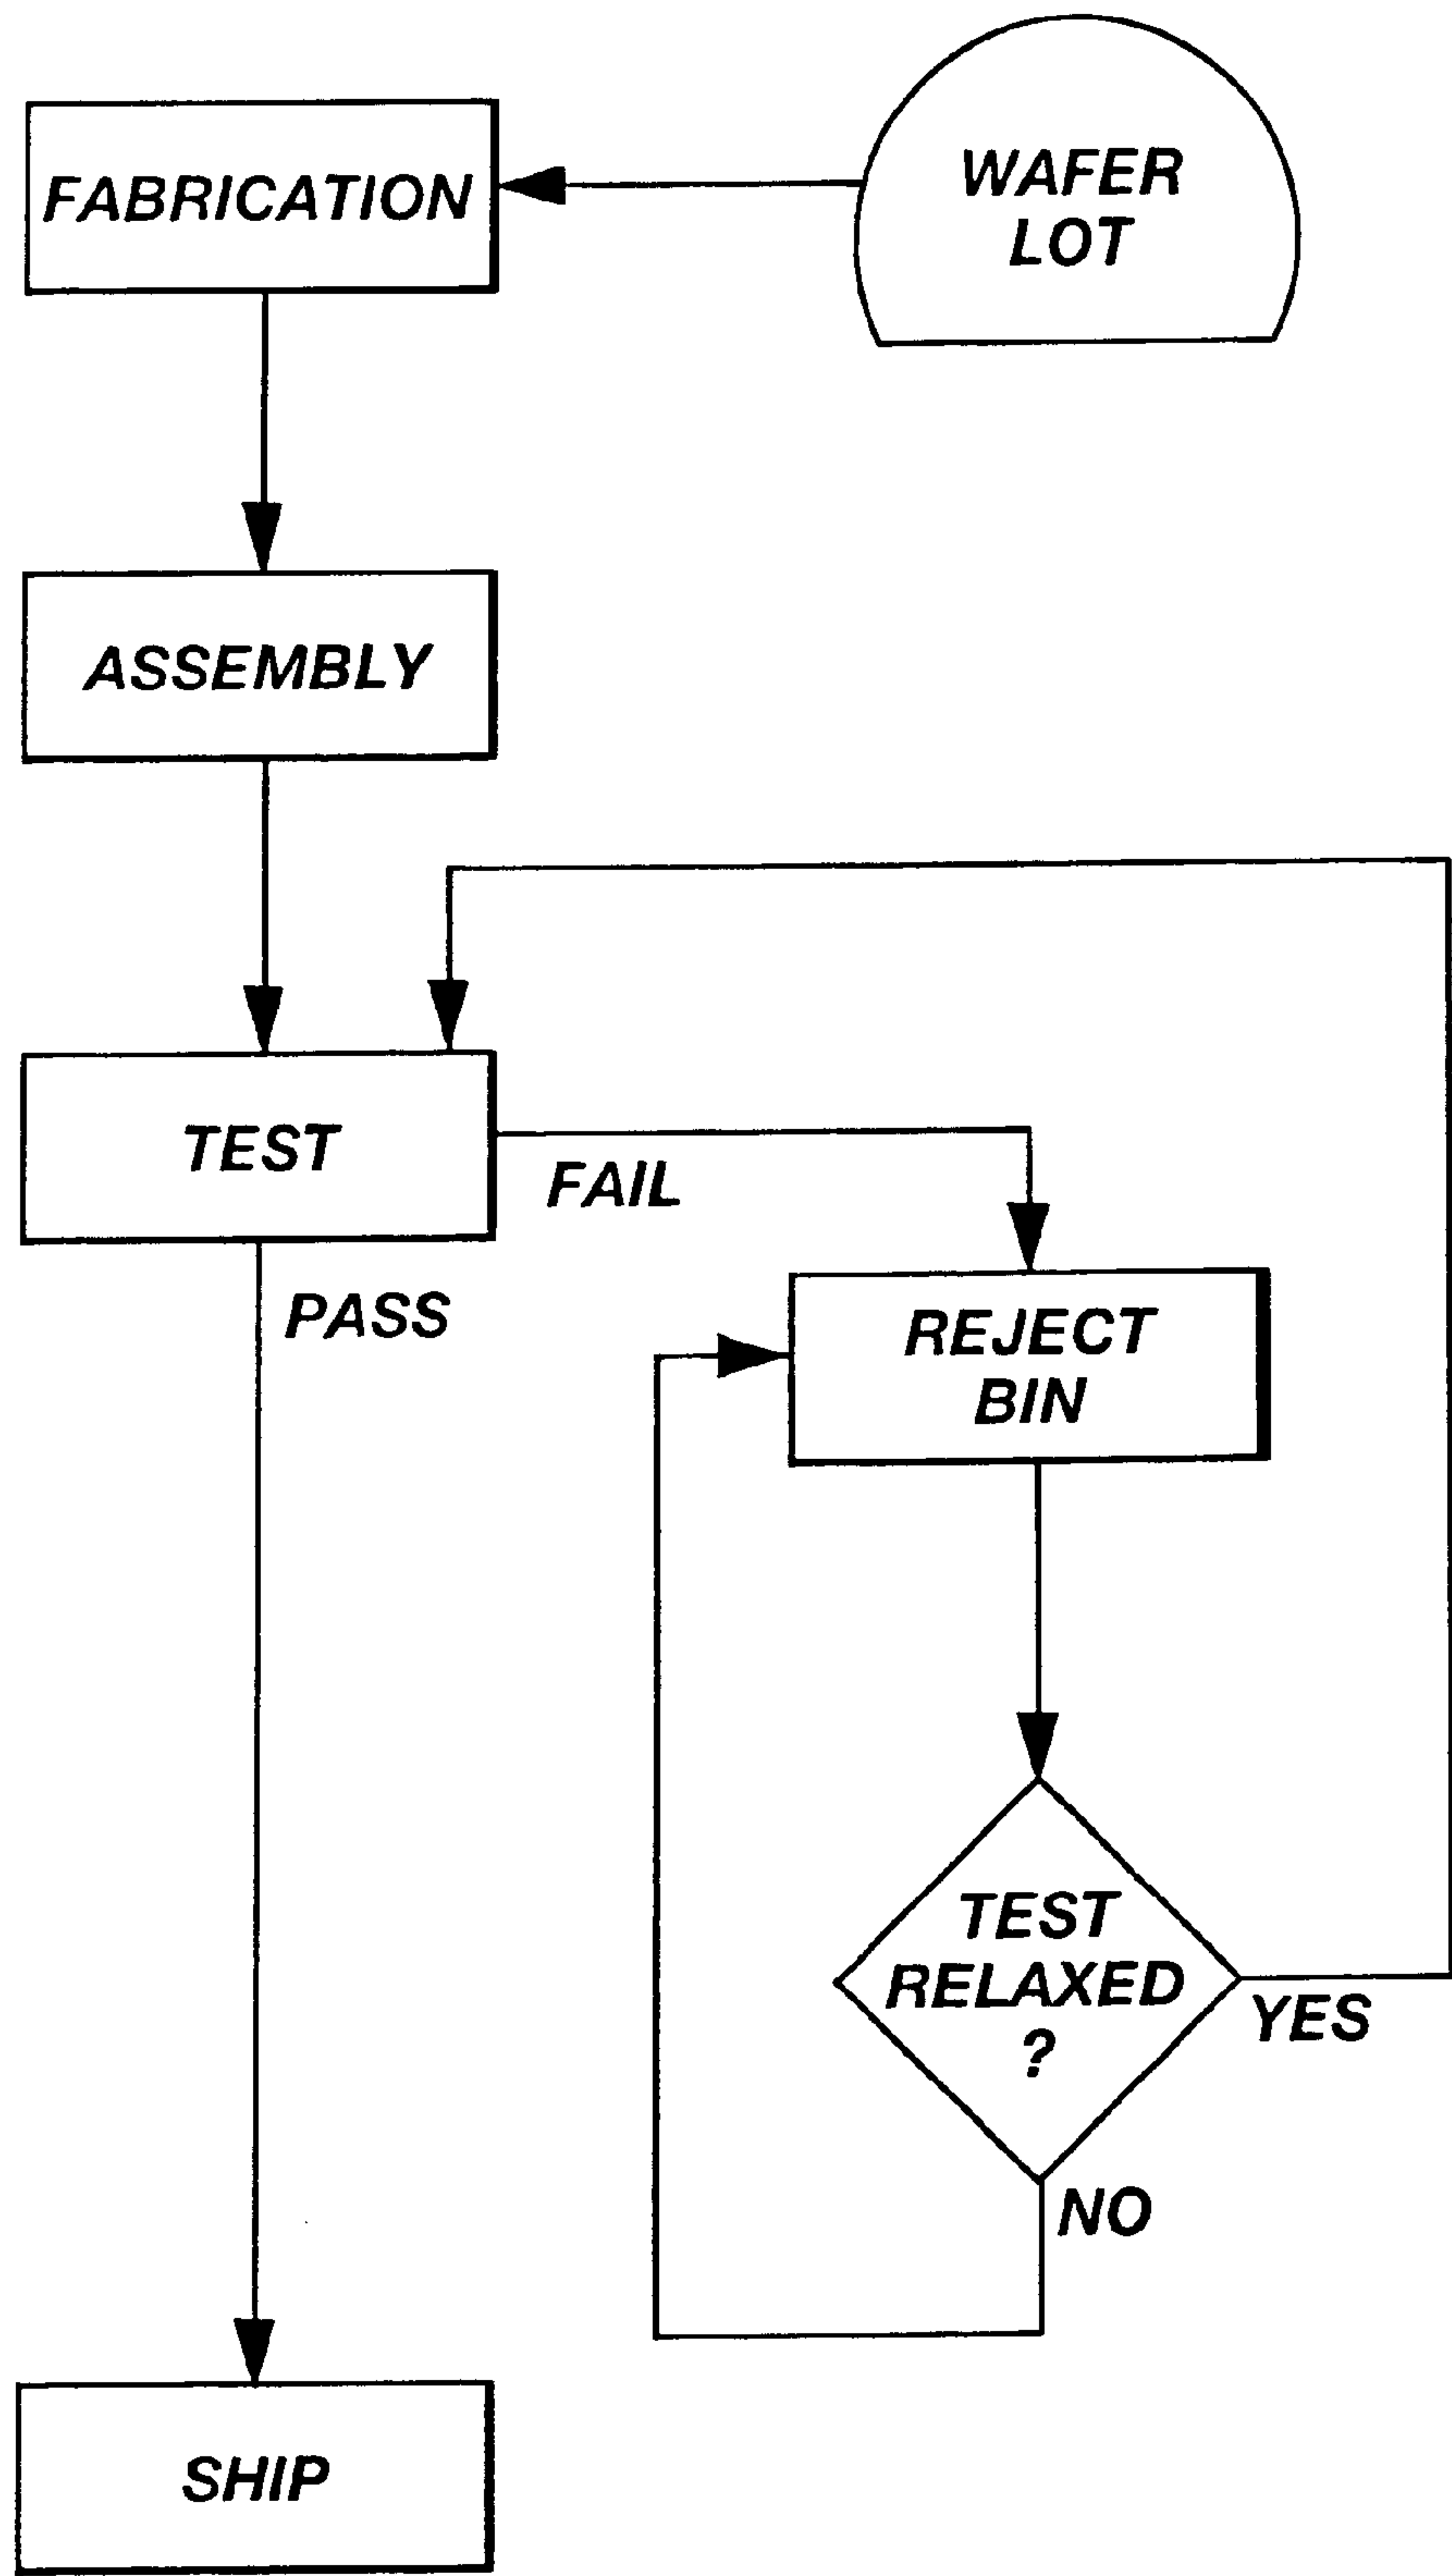 FABRICATION
WAFER
LOT
ASSEMBLY
TEST
FAIL
PASS
REJECT
BIN
TEST
RELAXED
?
YES
NO
SHIP